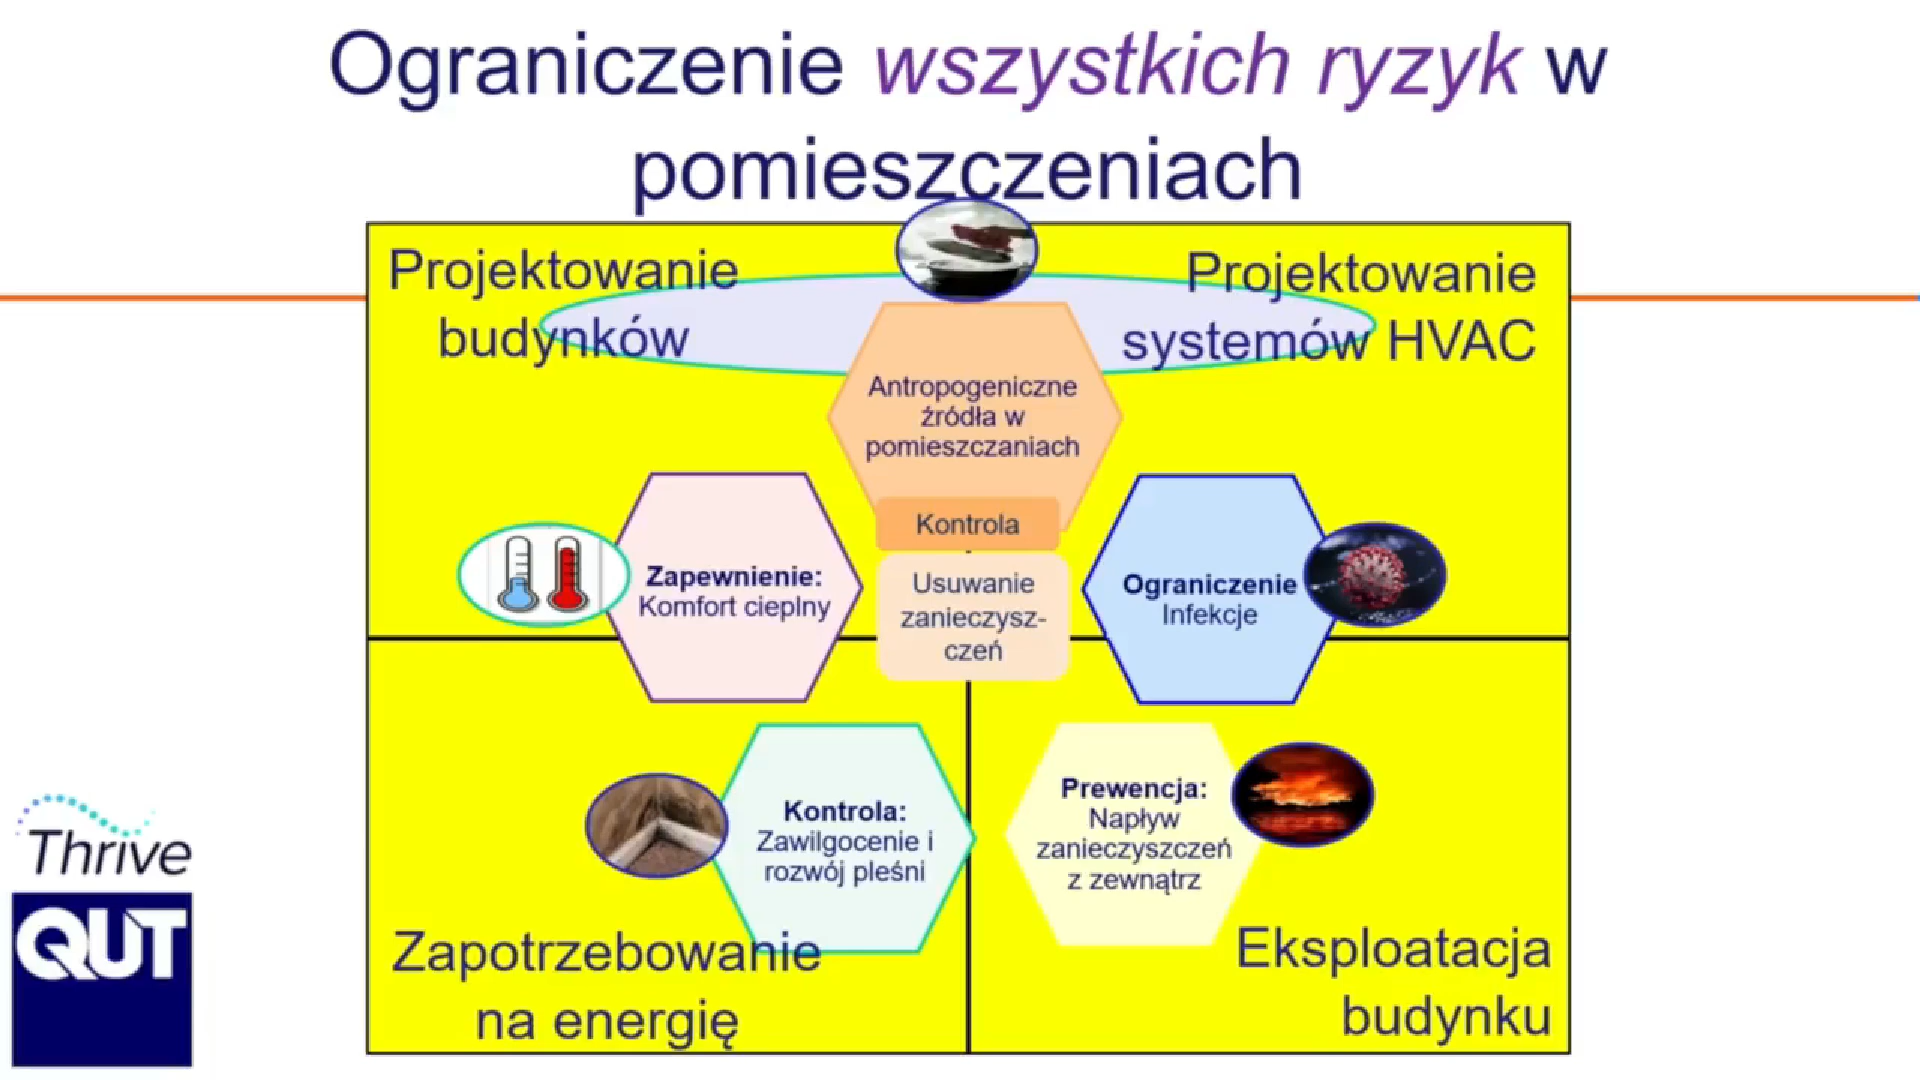 Ograniczenie wszystkich ryzyk w
pomieszczeniach
Projektowanie
budynków
Projektowanie
systemów HVAC
Antropogeniczne
źródła w
pomieszczaniach
Kontrola
Usuwanie
zanieczysz-
czeń
Zapewnienie:
Komfort cieplny
Ograniczenie
Infekcje
Kontrola:
Zawilgocenie i
rozwój pleśni
Prewencja:
Napływ
zanieczyszczeń
z zewnątrz
Zapotrzebowanie
na energię
Eksploatacja
budynku
Thrive
QUT